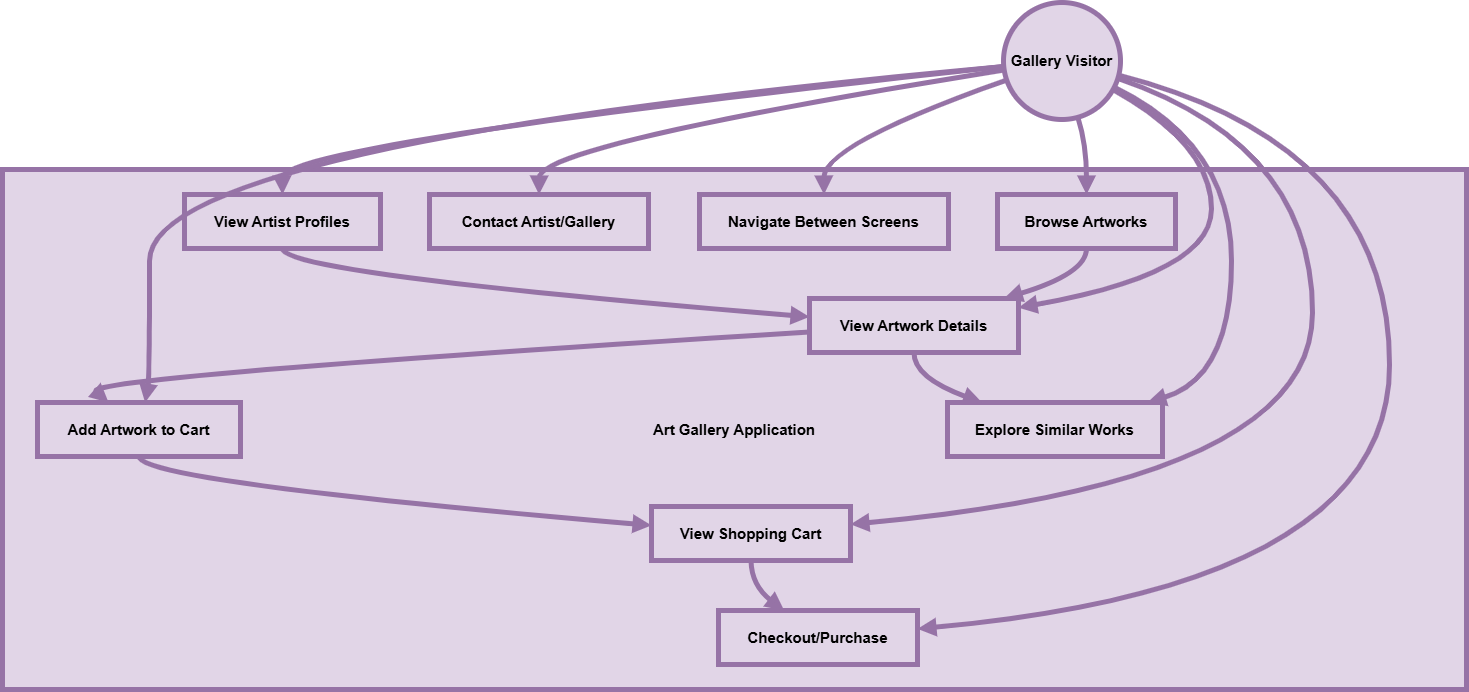 Gallery Visitor
View Artist Profiles
Contact Artist/Gallery
Navigate Between Screens
Browse Artworks
View Artwork Details
Add Artwork to Cart
Art Gallery Application
Explore Similar Works
View Shopping Cart
Checkout/Purchase